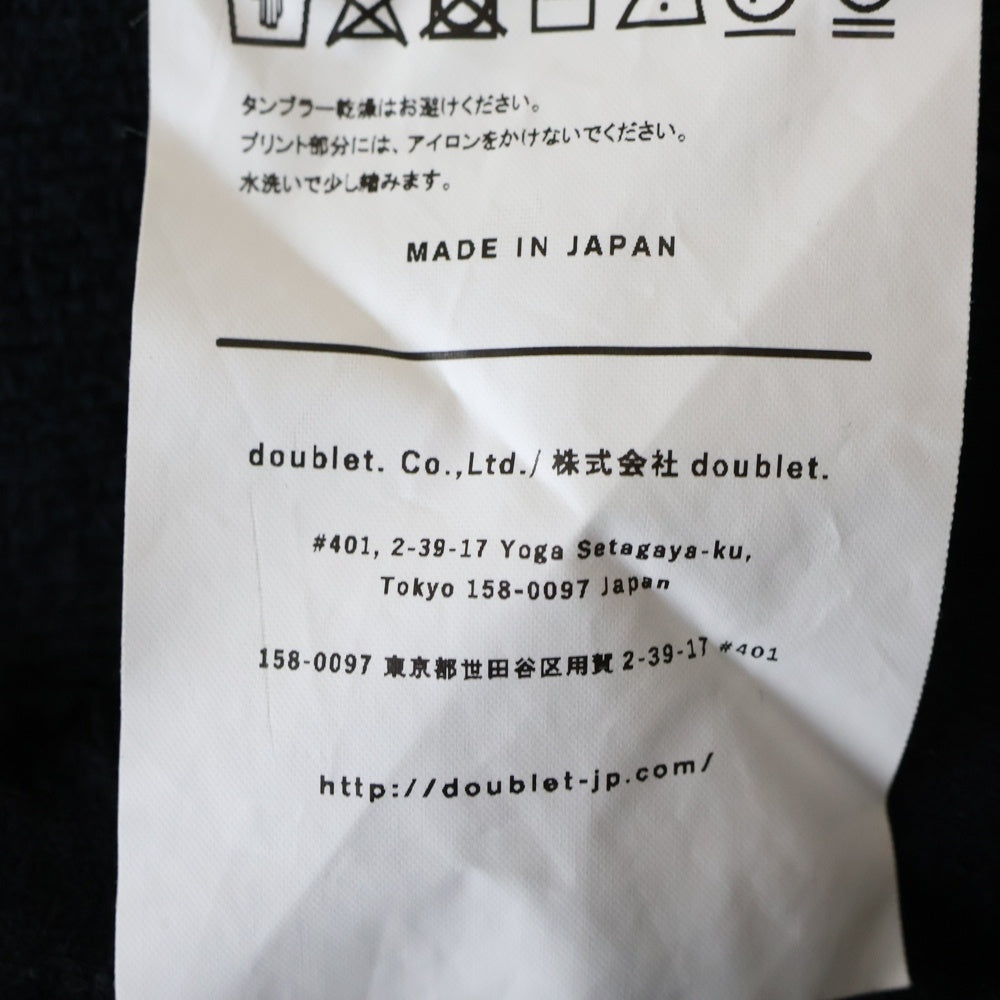 タンブラー乾燥はお避けください。
プリント部分には、アイロンをかけないでください。
水洗いで少し縮みます。
MADE IN JAPAN
doublet. Co.,Ltd./ 株式会社 doublet.
#401, 2-39-17 Yoga Setagaya-ku,
Tokyo 158-0097 Japan
158-0097 東京都世田谷区用賀 2-39-17 #401
http://doublet-jp.com/